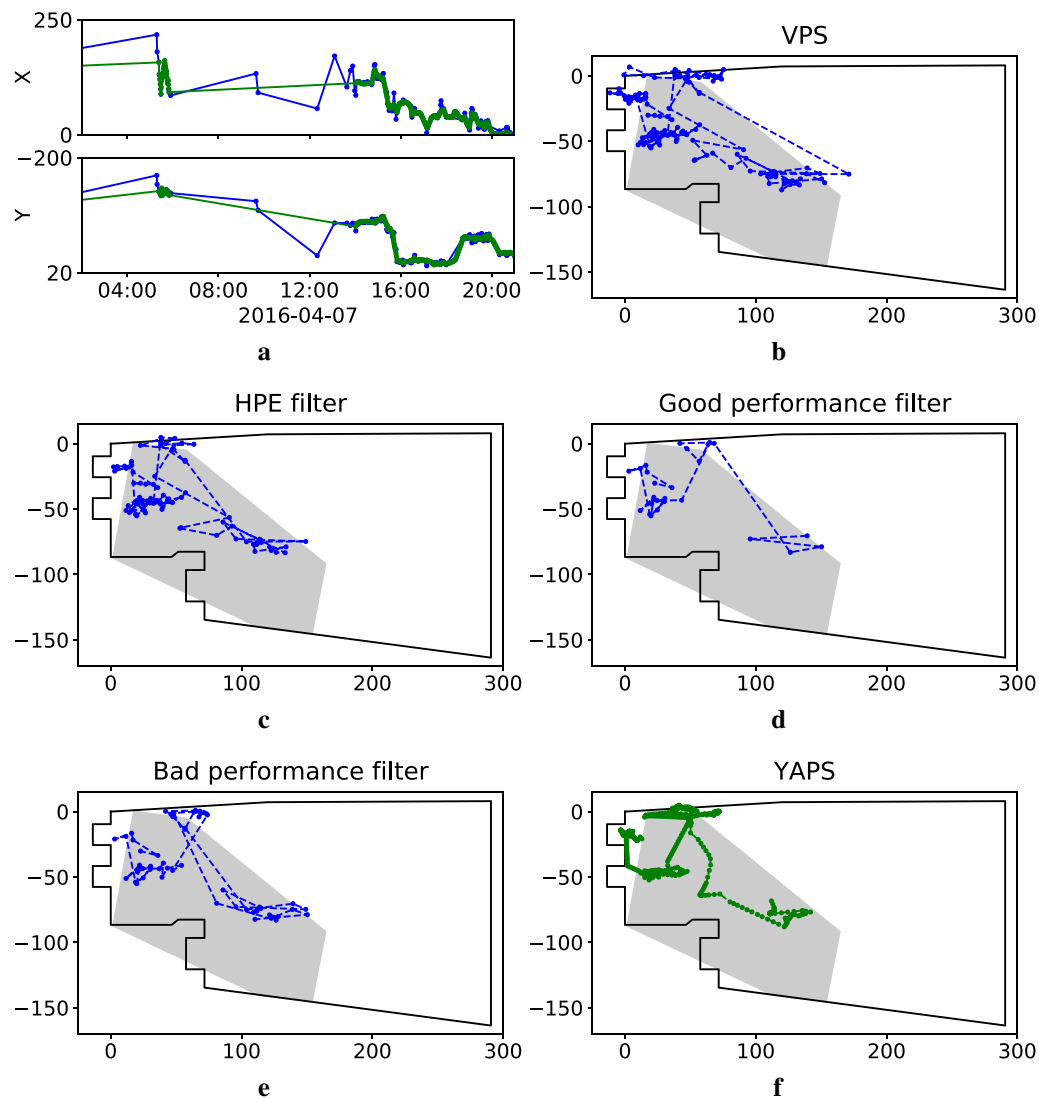 250
X
0
−200
Y
20
04:00 08:00 12:00 16:00 20:00
2016-04-07
a
VPS
0
−50
−100
−150
0 100 200 300
b
HPE filter
0
−50
−100
−150
0 100 200 300
c
Good performance filter
0
−50
−100
−150
0 100 200 300
d
Bad performance filter
0
−50
−100
−150
0 100 200 300
e
YAPS
0
−50
−100
−150
0 100 200 300
f